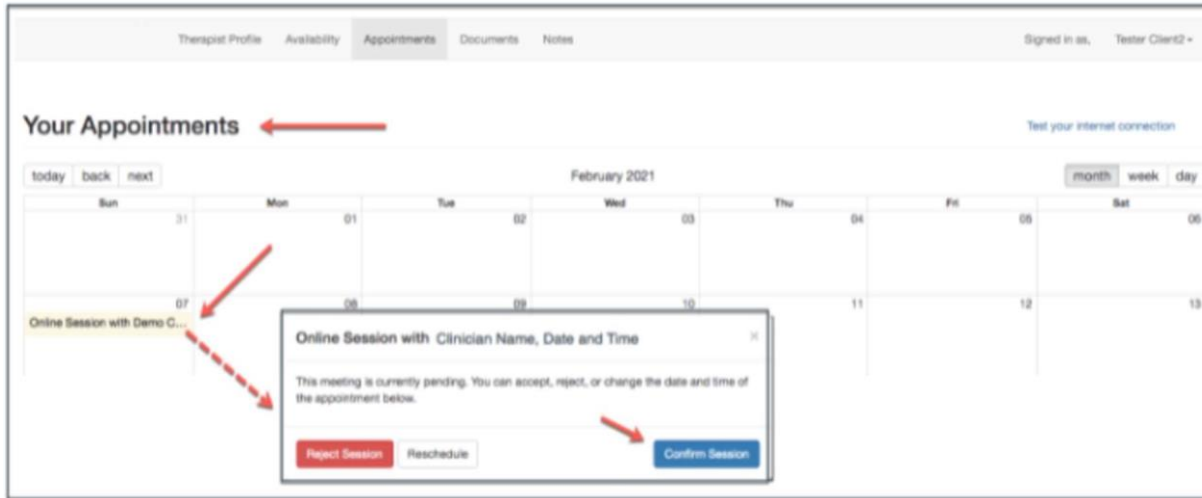 Therapist Profile Availability Appointments Documents Notes Signed in as, Tester Client2
Your Appointments
Test your internet connection
today back next February 2021 month week day
Sun Mon Tue Wed Thu Fri Sat
31 01 02 03 04 05 06
07 08 09 10 11 12 13
Online Session with Demo C...
Online Session with Clinician Name, Date and Time ×
This meeting is currently pending. You can accept, reject, or change the date and time of
the appointment below.
Reject Session Reschedule Confirm Session